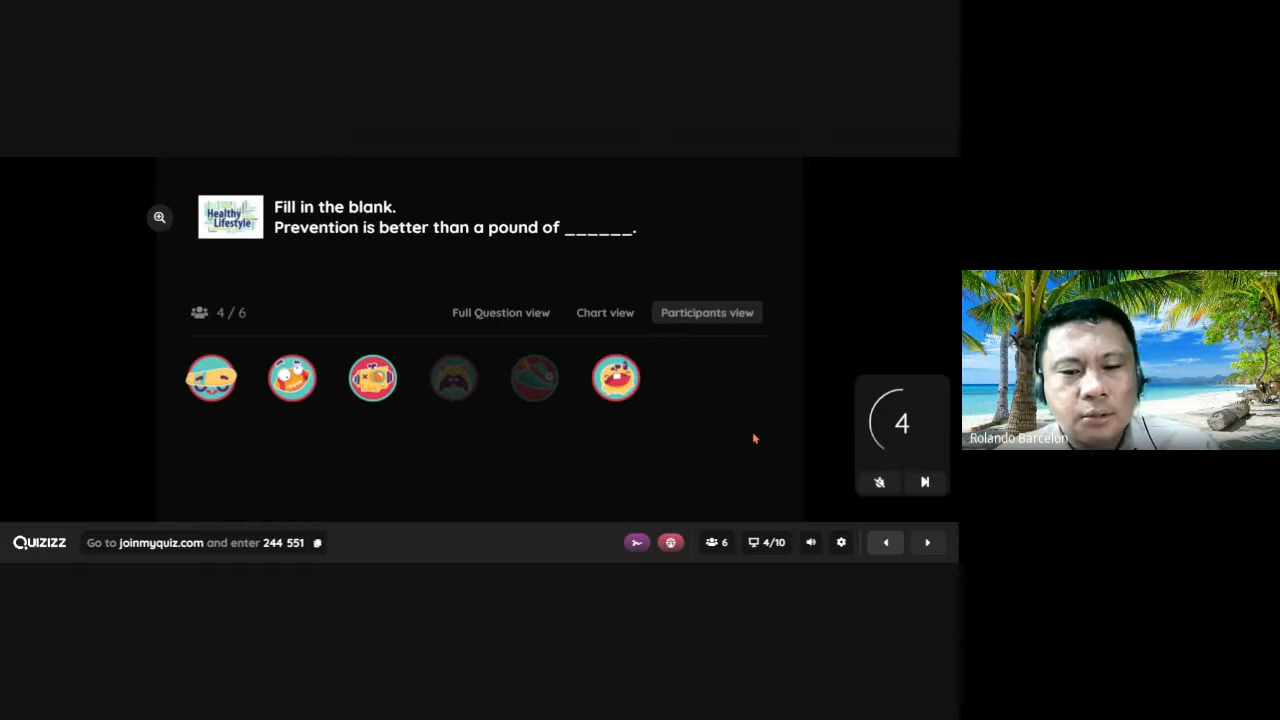 Healthy
Lifestyle
Fill in the blank.
Prevention is better than a pound of ______.
4 / 6
Full Question view
Chart view
Participants view
4
Rolando Barcelon
QUIZIZZ
Go to joinmyquiz.com and enter 244 551
6
4/10